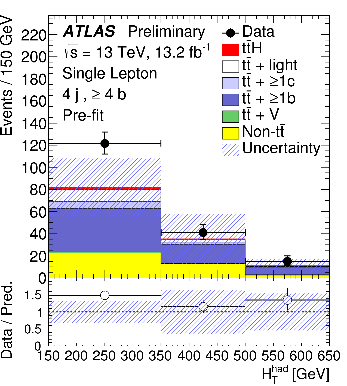 ATLAS Preliminary
√s = 13 TeV, 13.2 fb⁻¹
Single Lepton
4 j, ≥ 4 b
Pre-fit
Data
tt̄H
tt̄ + light
tt̄ + ≥1c
tt̄ + ≥1b
tt̄ + V
Non-tt̄
Uncertainty
Events / 150 GeV
220
200
180
160
140
120
100
80
60
40
20
0
Data / Pred.
1.5
1
0.5
0
150 200 250 300 350 400 450 500 550 600 650
H_T^had [GeV]